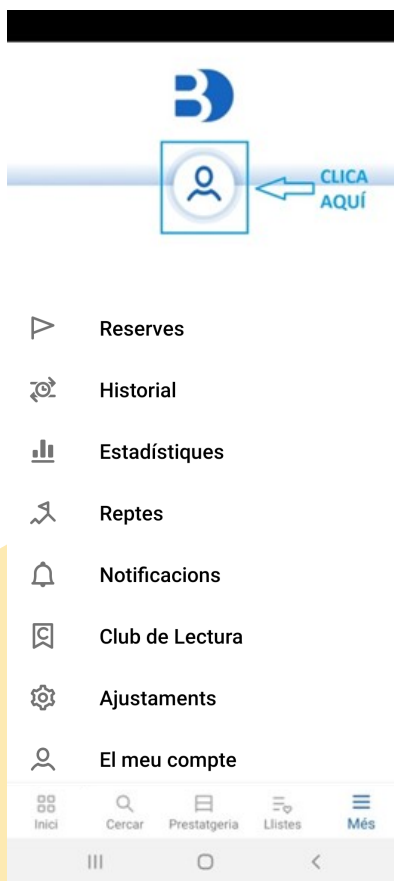 CLICA
AQUÍ
Reserves
Historial
Estadístiques
Reptes
Notificacions
Club de Lectura
Ajustaments
El meu compte
Inici Cercar Prestatgeria Llistes Més